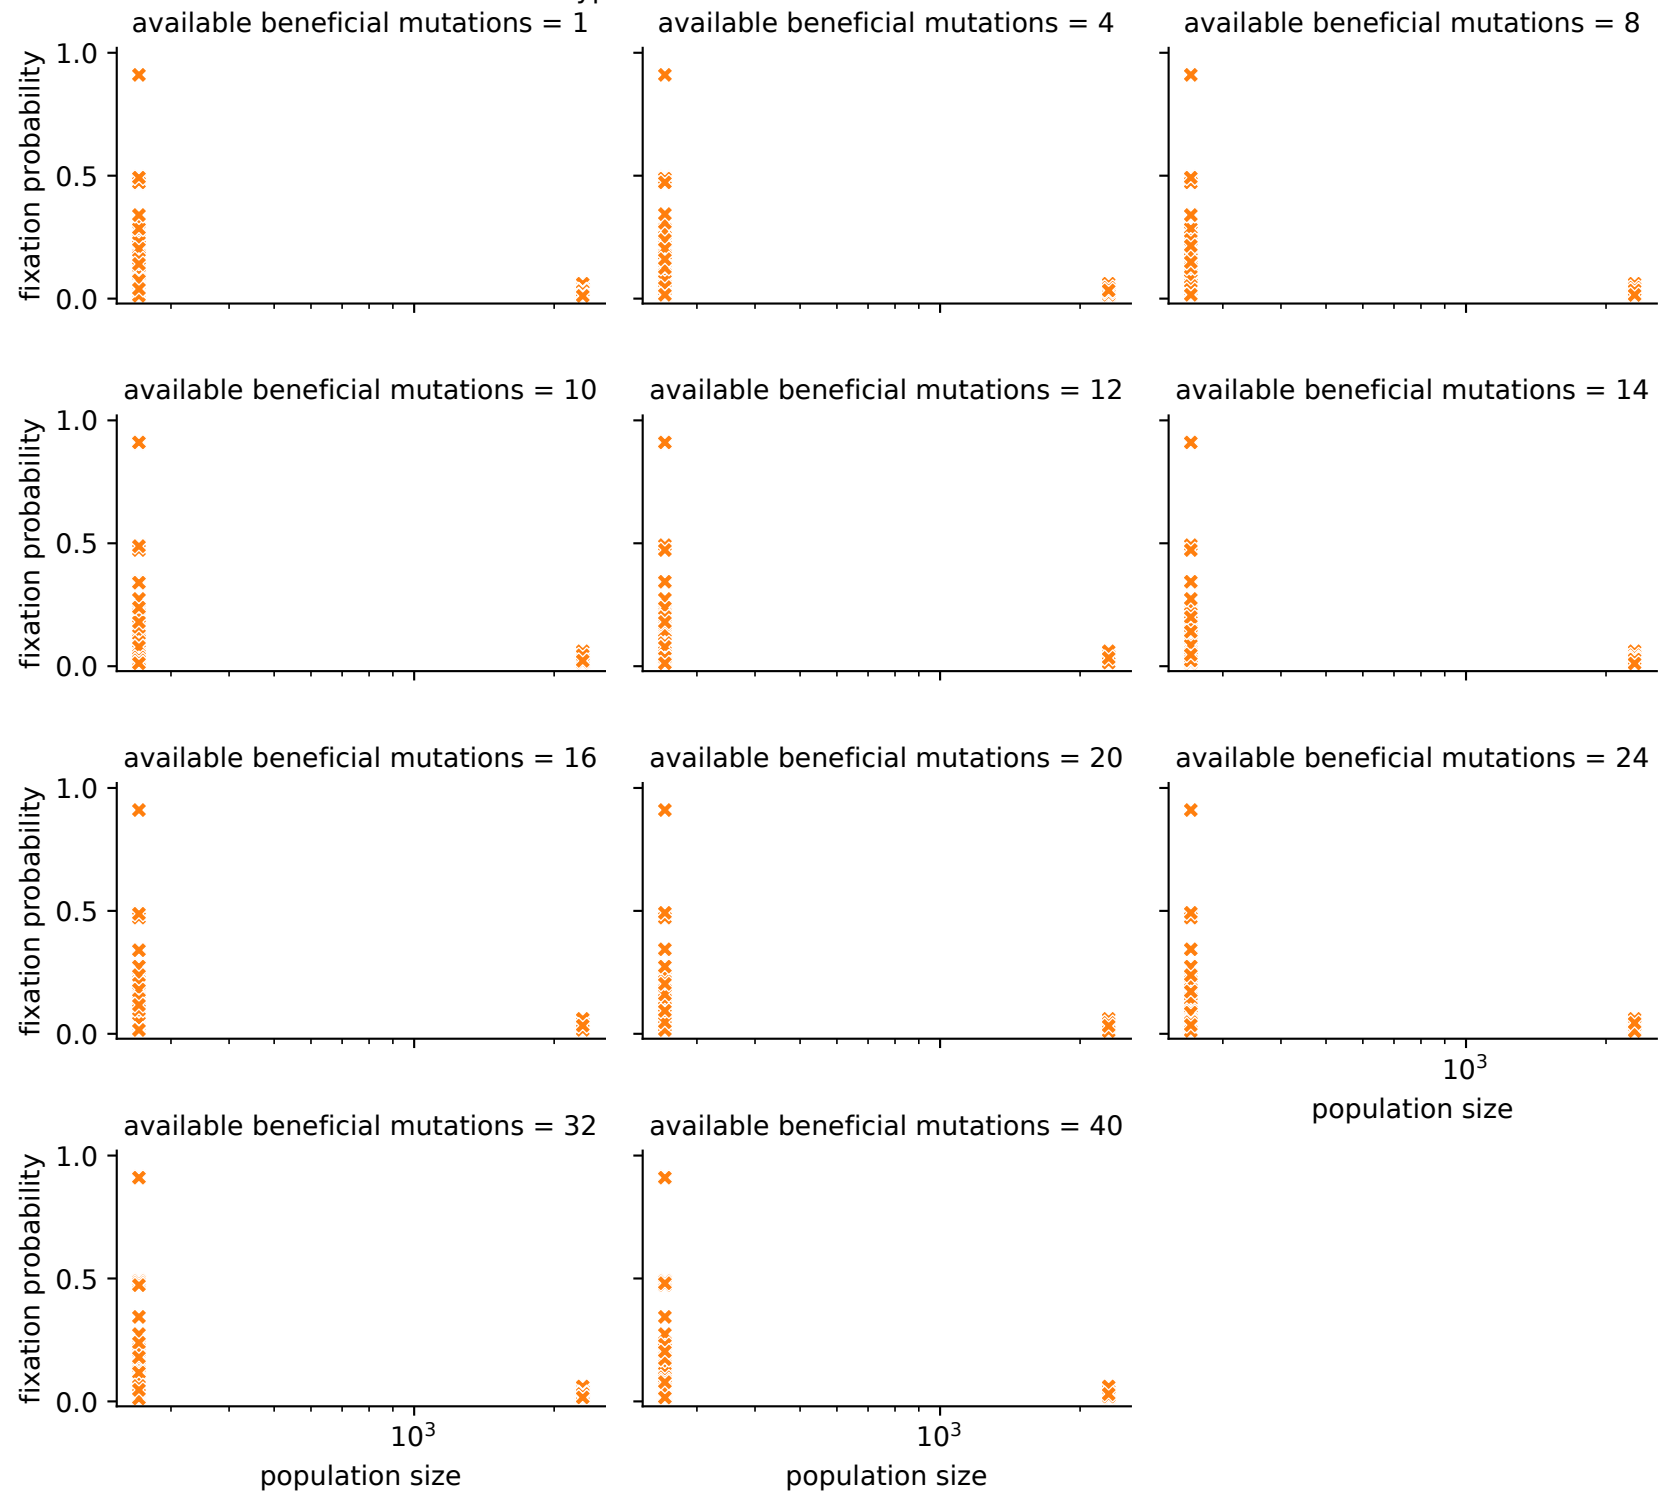 available beneficial mutations = 1
available beneficial mutations = 4
available beneficial mutations = 8
fixation probability
1.0
0.5
0.0
available beneficial mutations = 10
available beneficial mutations = 12
available beneficial mutations = 14
fixation probability
1.0
0.5
0.0
available beneficial mutations = 16
available beneficial mutations = 20
available beneficial mutations = 24
fixation probability
1.0
0.5
0.0
10³
population size
available beneficial mutations = 32
available beneficial mutations = 40
fixation probability
1.0
0.5
0.0
10³
10³
population size
population size